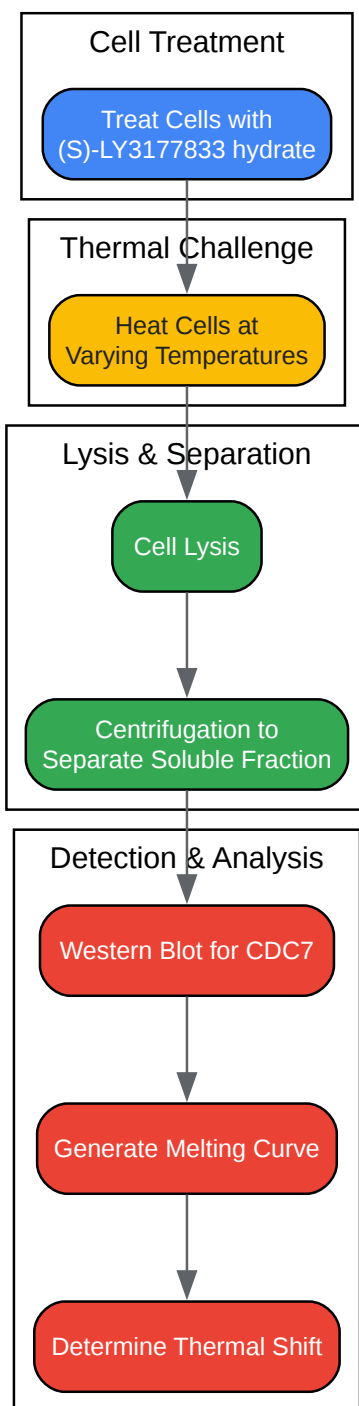 Cell Treatment
Treat Cells with
(S)-LY3177833 hydrate
Thermal Challenge
Heat Cells at
Varying Temperatures
Lysis & Separation
Cell Lysis
Centrifugation to
Separate Soluble Fraction
Detection & Analysis
Western Blot for CDC7
Generate Melting Curve
Determine Thermal Shift